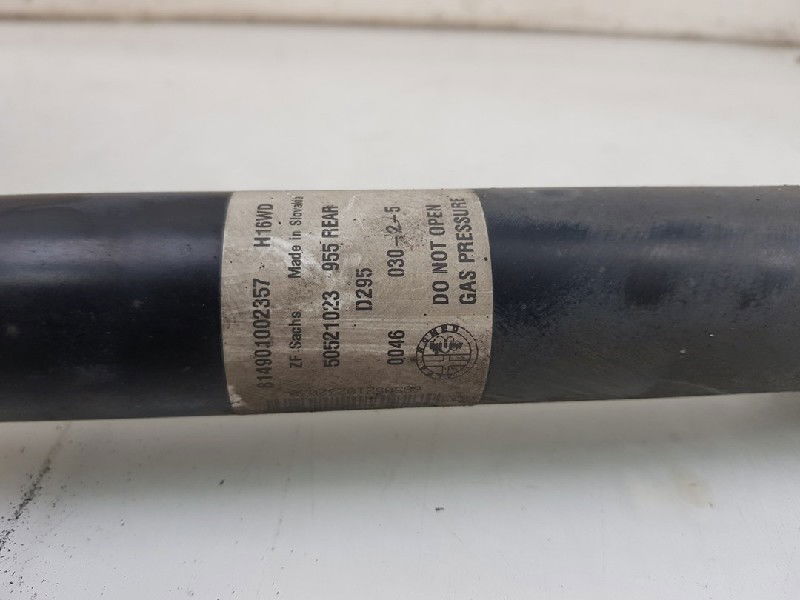 814901002357 H16WD
ZF Sachs Made in Slovakia
50521023 955 REAR
D295
0046 030-2-5
DO NOT OPEN
GAS PRESSURE